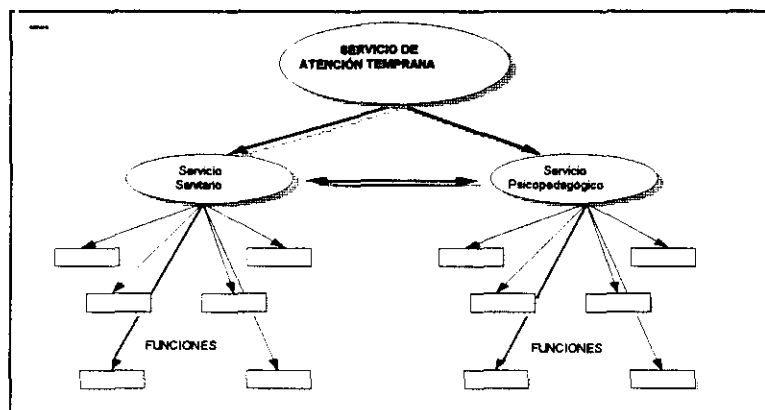 SERVICIO DE
ATENCIÓN TEMPRANA
Servicio
Sanitario
Servicio
Psicopedagógico
FUNCIONES
FUNCIONES